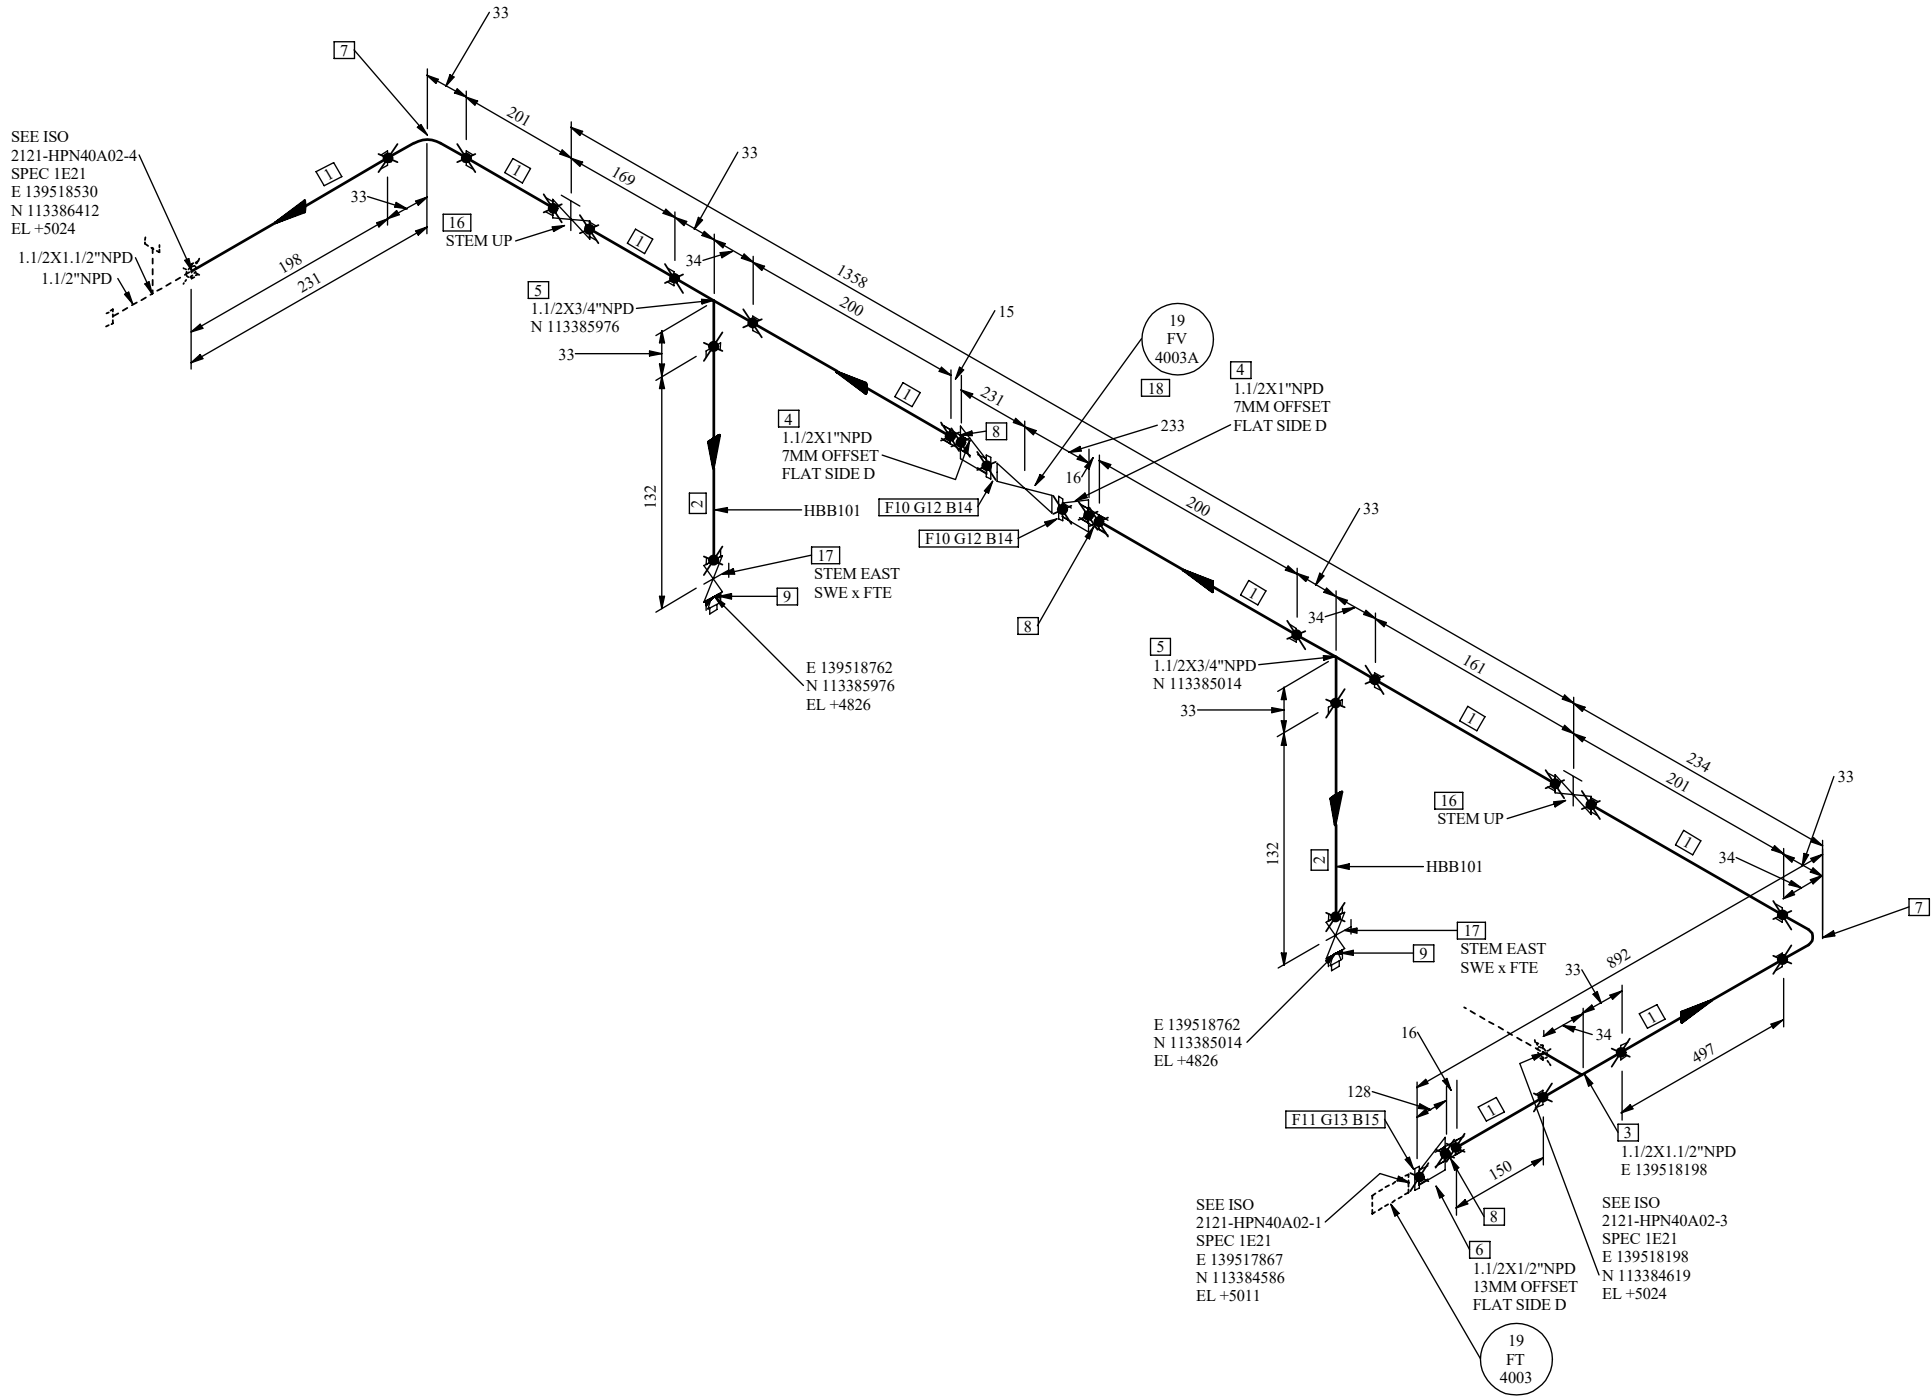 33
7
201
SEE ISO
2121-HPN40A02-4
SPEC 1E21
E 139518530
N 113386412
EL +5024
1.1/2X1.1/2"NPD
1.1/2"NPD
1
33
198
231
1
16
STEM UP
169
33
1
34
1358
200
5
1.1/2X3/4"NPD
N 113385976
33
15
19
FV
4003A
18
4
1.1/2X1"NPD
7MM OFFSET
FLAT SIDE D
231
233
1
8
4
1.1/2X1"NPD
7MM OFFSET
FLAT SIDE D
16
F10 G12 B14
F10 G12 B14
132
2
HBB101
17
STEM EAST
SWE x FTE
9
E 139518762
N 113385976
EL +4826
8
200
33
1
34
161
5
1.1/2X3/4"NPD
N 113385014
33
1
234
201
33
16
STEM UP
1
34
7
132
2
HBB101
17
STEM EAST
SWE x FTE
9
E 139518762
N 113385014
EL +4826
892
33
1
34
497
16
128
1
F11 G13 B15
150
3
1.1/2X1.1/2"NPD
E 139518198
SEE ISO
2121-HPN40A02-1
SPEC 1E21
E 139517867
N 113384586
EL +5011
8
6
1.1/2X1/2"NPD
13MM OFFSET
FLAT SIDE D
SEE ISO
2121-HPN40A02-3
SPEC 1E21
E 139518198
N 113384619
EL +5024
19
FT
4003